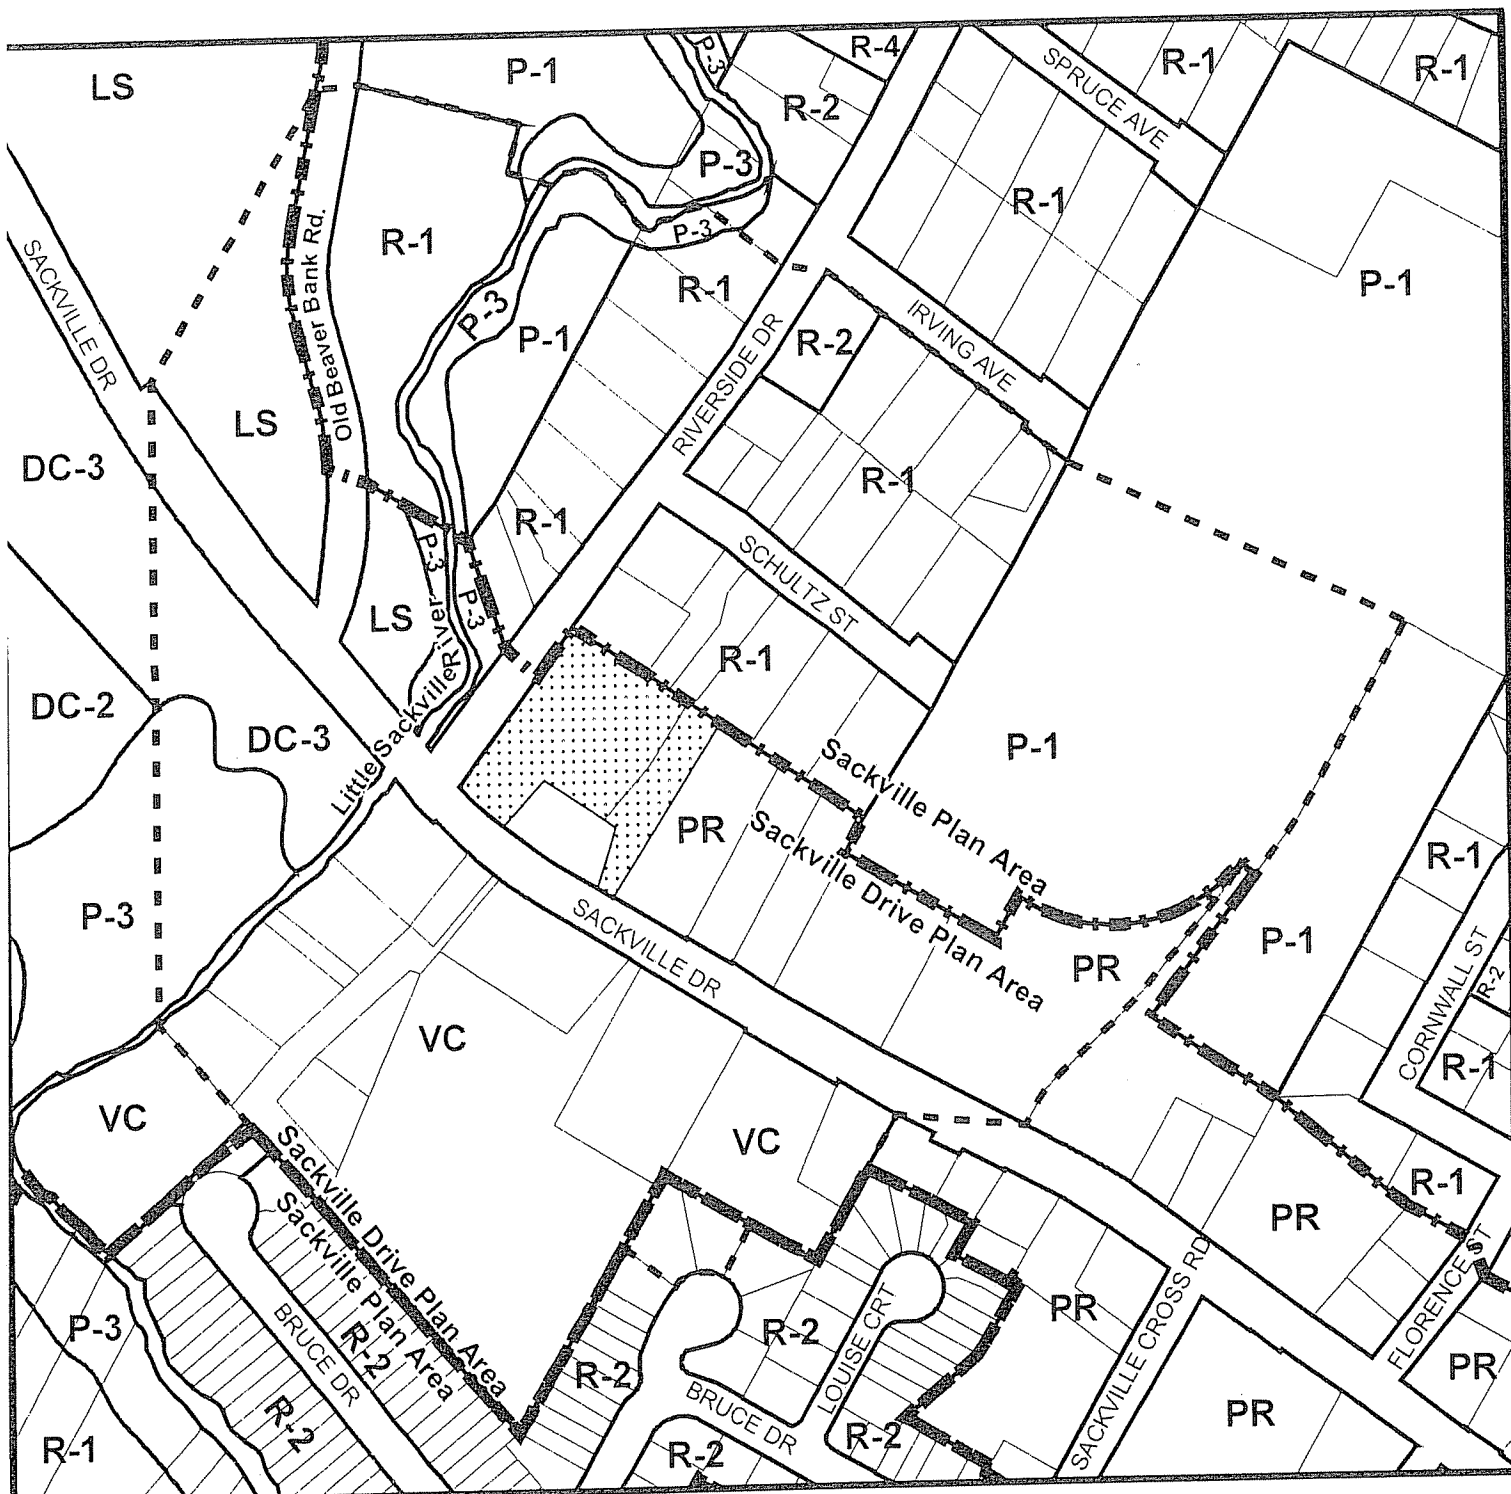 LS
P-1
P-3
R-4
R-2
SPRUCE AVE
R-1
R-1
SACKVILLE DR
Old Beaver Bank Rd.
R-1
P-3
P-3
R-1
R-1
P-1
P-3
P-1
RIVERSIDE DR
R-2
IRVING AVE
LS
DC-3
R-1
R-1
SCHULTZ ST
P-3
P-3
LS
R-1
DC-2
DC-3
Little Sackville River
P-1
Sackville Plan Area
Sackville Drive Plan Area
PR
R-1
P-3
SACKVILLE DR
PR
P-1
CORNWALL ST
R-2
R-1
VC
VC
VC
Sackville Drive Plan Area
Sackville Plan Area
R-1
PR
FLORENCE ST
P-3
BRUCE DR
R-2
R-2
R-2
R-2
LOUISE CRT
PR
SACKVILLE CROSS RD
PR
R-1
BRUCE DR
R-2
R-2
PR